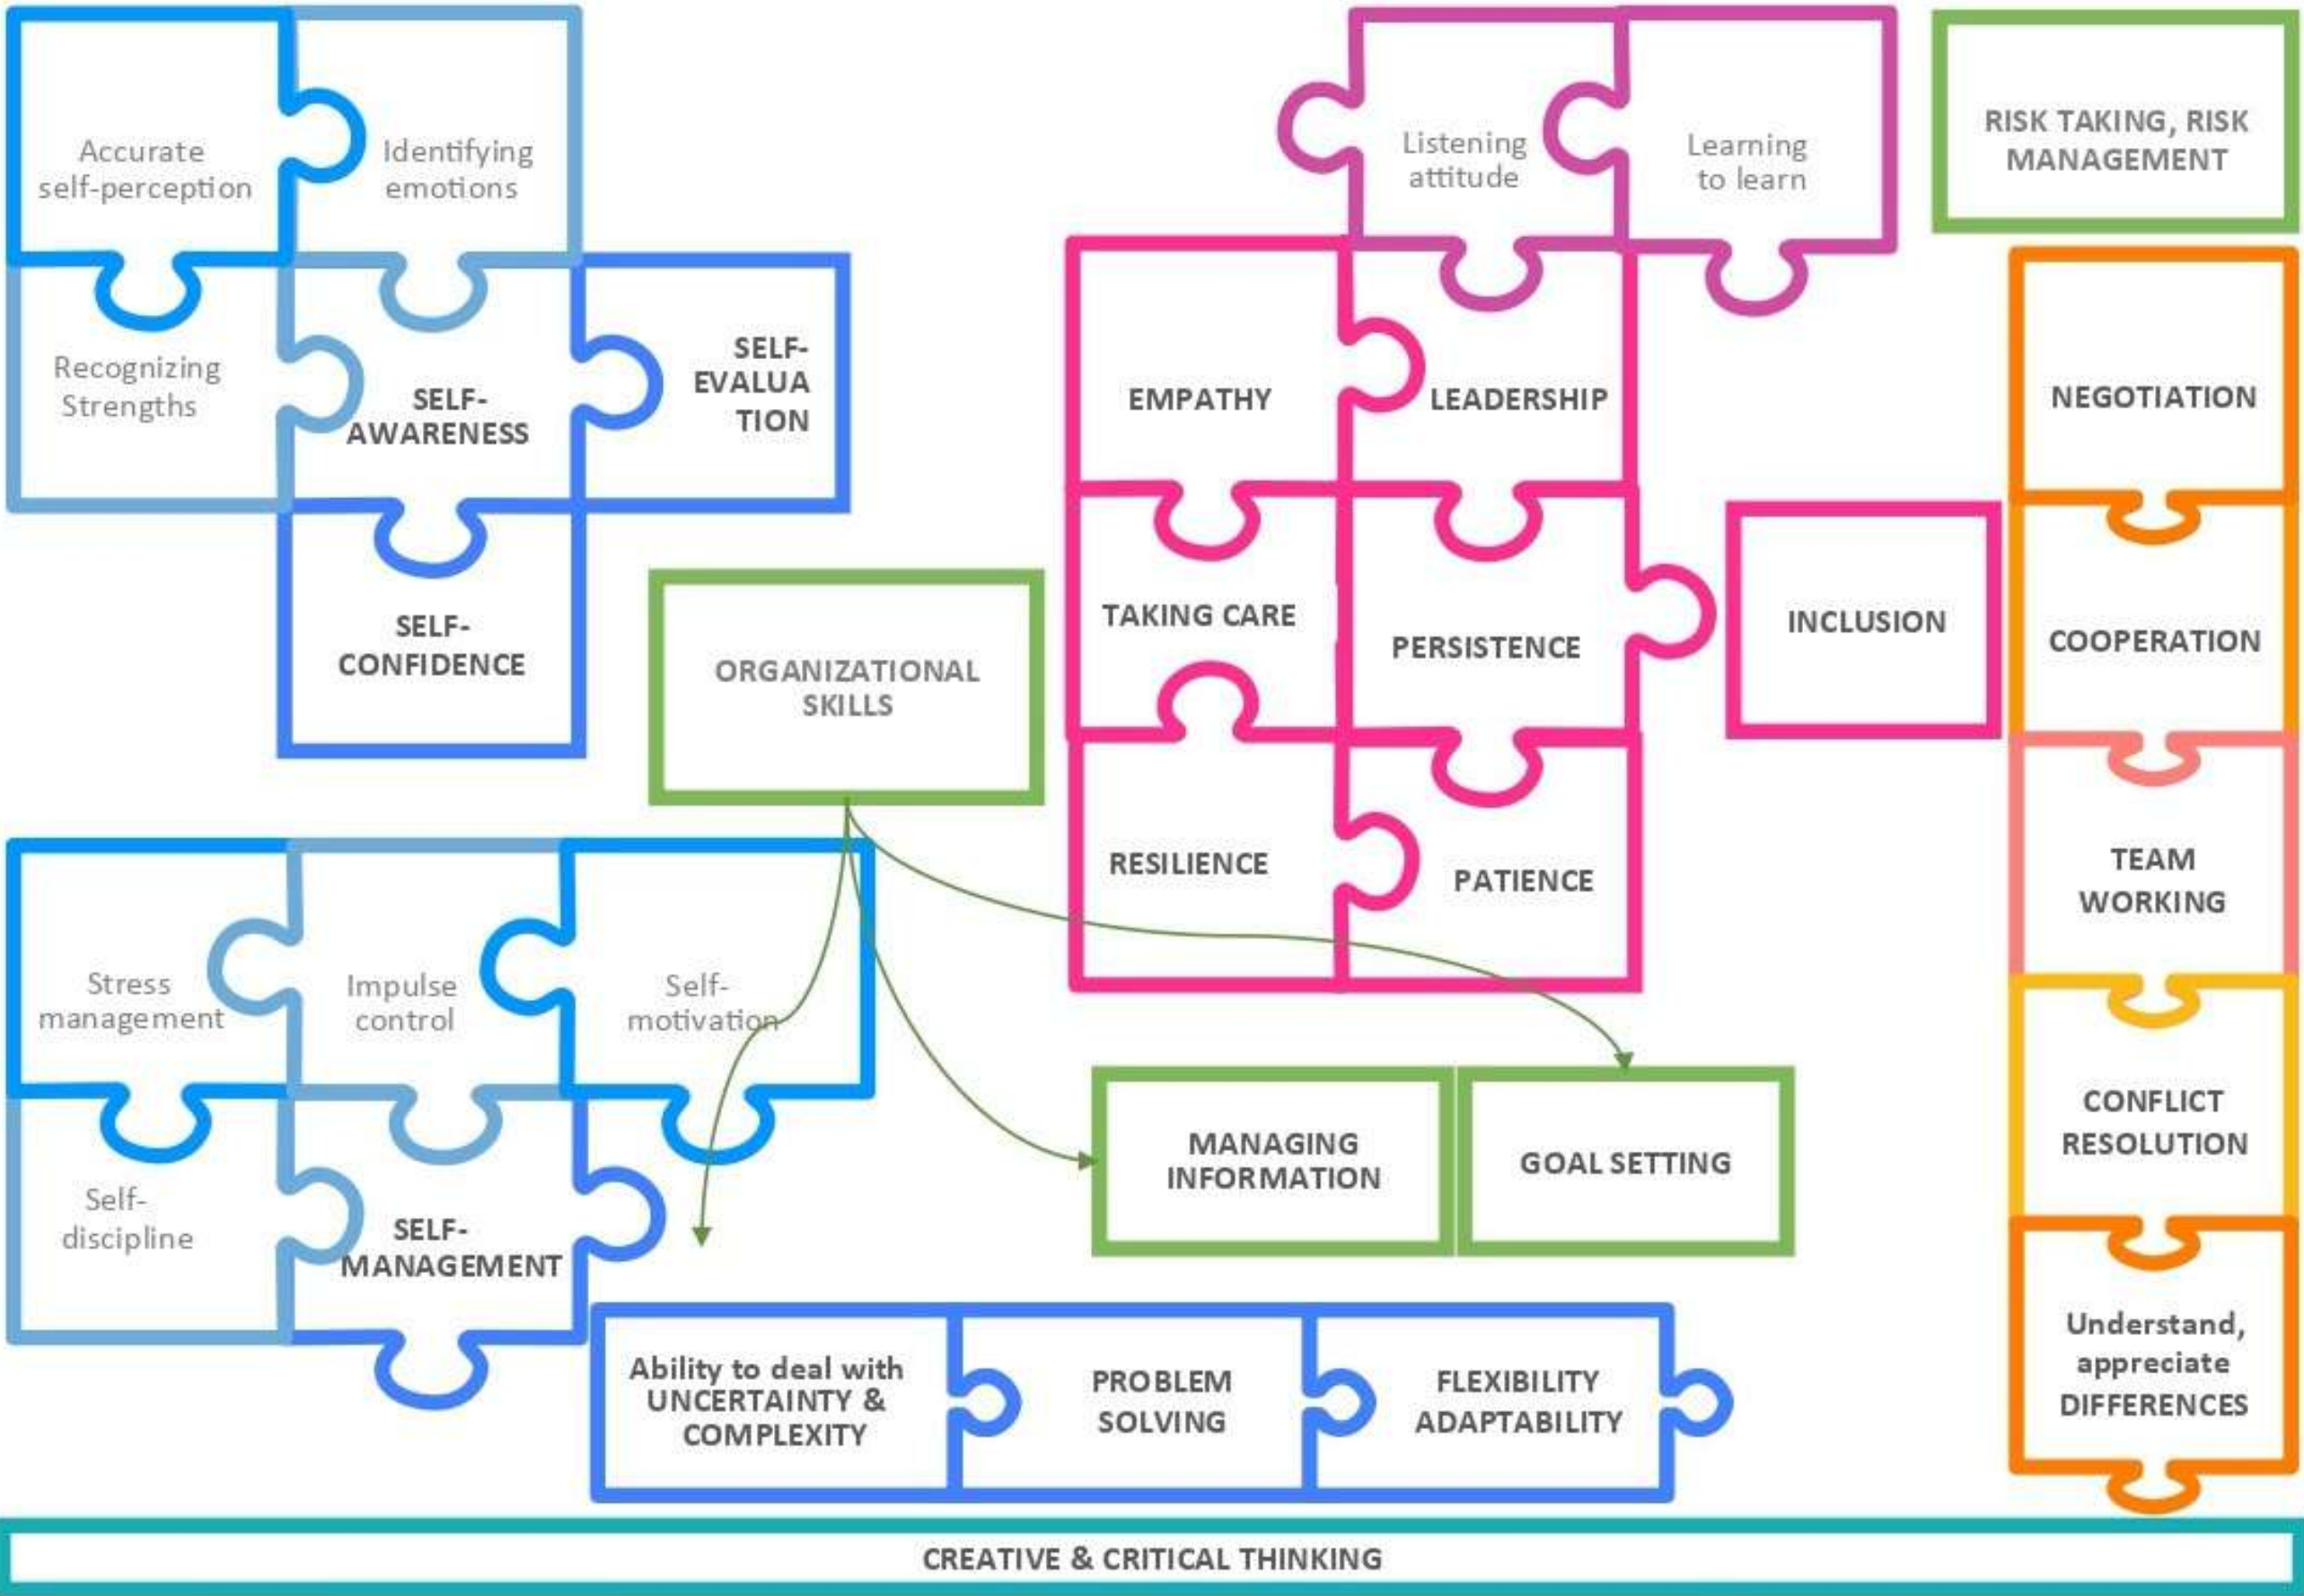 Accurate
self-perception
Identifying
emotions
Listening
attitude
Learning
to learn
RISK TAKING, RISK
MANAGEMENT
Recognizing
Strengths
SELF-
AWARENESS
SELF-
EVALUA
TION
EMPATHY
LEADERSHIP
NEGOTIATION
SELF-
CONFIDENCE
ORGANIZATIONAL
SKILLS
TAKING CARE
PERSISTENCE
INCLUSION
COOPERATION
RESILIENCE
PATIENCE
TEAM
WORKING
Stress
management
Impulse
control
Self-
motivation
MANAGING
INFORMATION
GOAL SETTING
CONFLICT
RESOLUTION
Self-
discipline
SELF-
MANAGEMENT
Ability to deal with
UNCERTAINTY &
COMPLEXITY
PROBLEM
SOLVING
FLEXIBILITY
ADAPTABILITY
Understand,
appreciate
DIFFERENCES
CREATIVE & CRITICAL THINKING